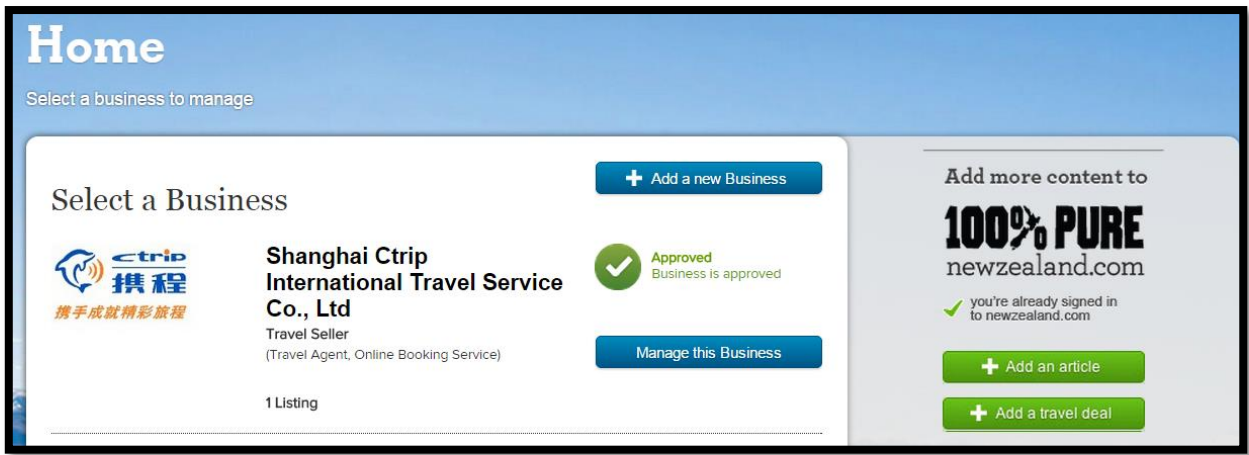 Home
Select a business to manage
Select a Business
Add a new Business
ctrip
携程
携手成就精彩旅程
Shanghai Ctrip
International Travel Service
Co., Ltd
Travel Seller
(Travel Agent, Online Booking Service)
1 Listing
Approved
Business is approved
Manage this Business
Add more content to
100% PURE
newzealand.com
you're already signed in
to newzealand.com
Add an article
Add a travel deal